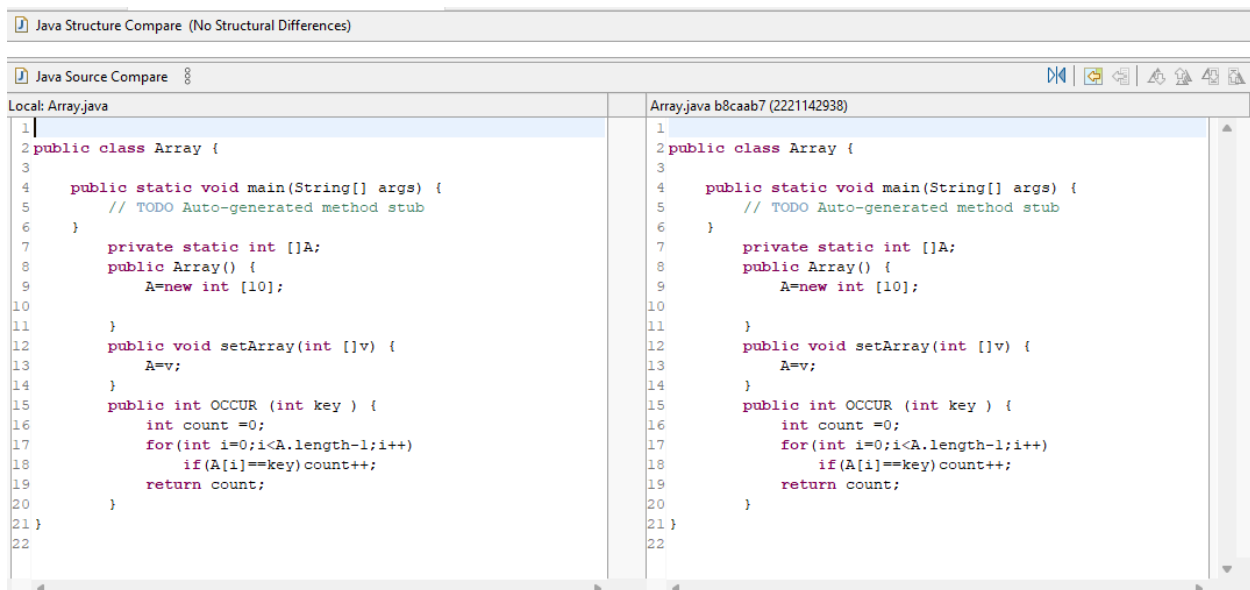 Java Structure Compare (No Structural Differences)
Java Source Compare
Local: Array.java
1
2 public class Array {
3
4     public static void main(String[] args) {
5         // TODO Auto-generated method stub
6     }
7         private static int []A;
8         public Array() {
9             A=new int [10];
10
11         }
12         public void setArray(int []v) {
13             A=v;
14         }
15         public int OCCUR (int key ) {
16             int count =0;
17             for(int i=0;i<A.length-1;i++)
18                 if(A[i]==key)count++;
19             return count;
20         }
21 }
22
Array.java b8caab7 (2221142938)
1
2 public class Array {
3
4     public static void main(String[] args) {
5         // TODO Auto-generated method stub
6     }
7         private static int []A;
8         public Array() {
9             A=new int [10];
10
11         }
12         public void setArray(int []v) {
13             A=v;
14         }
15         public int OCCUR (int key ) {
16             int count =0;
17             for(int i=0;i<A.length-1;i++)
18                 if(A[i]==key)count++;
19             return count;
20         }
21 }
22